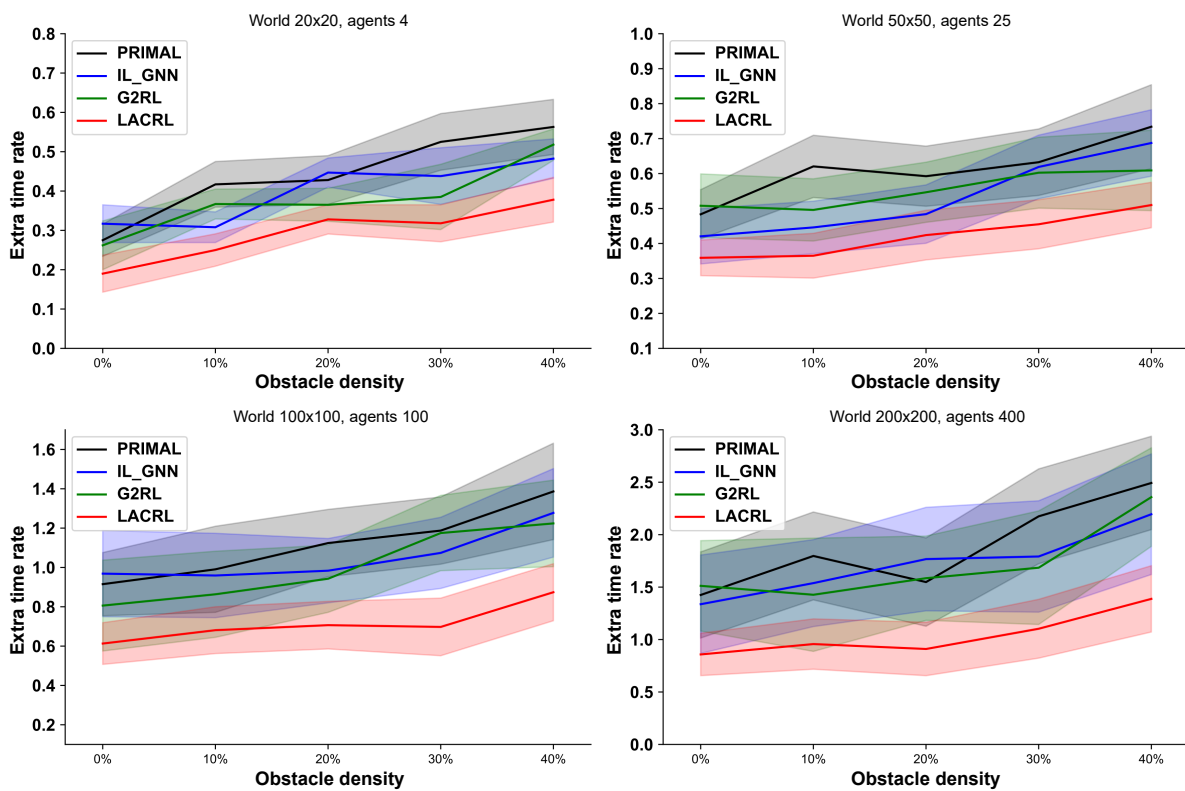 World 20x20, agents 4
Extra time rate
0.8
0.7
0.6
0.5
0.4
0.3
0.2
0.1
0.0
PRIMAL
IL_GNN
G2RL
LACRL
0% 10% 20% 30% 40%
Obstacle density
World 50x50, agents 25
Extra time rate
1.0
0.9
0.8
0.7
0.6
0.5
0.4
0.3
0.2
0.1
PRIMAL
IL_GNN
G2RL
LACRL
0% 10% 20% 30% 40%
Obstacle density
World 100x100, agents 100
Extra time rate
1.6
1.4
1.2
1.0
0.8
0.6
0.4
0.2
PRIMAL
IL_GNN
G2RL
LACRL
0% 10% 20% 30% 40%
Obstacle density
World 200x200, agents 400
Extra time rate
3.0
2.5
2.0
1.5
1.0
0.5
0.0
PRIMAL
IL_GNN
G2RL
LACRL
0% 10% 20% 30% 40%
Obstacle density